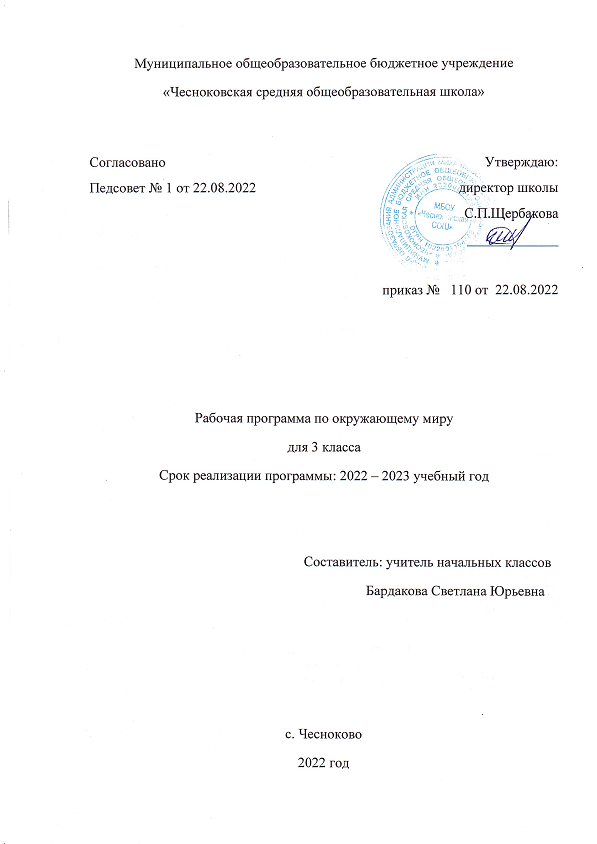 Муниципальное общеобразовательное бюджетное учреждение
«Чесноковская средняя общеобразовательная школа»
Согласовано
Утверждаю:
Педсовет № 1 от 22.08.2022
директор школы
С.П.Щербакова
МБОУ
приказ № 110 от 22.08.2022
Рабочая программа по окружающему миру
для 3 класса
Срок реализации программы: 2022 – 2023 учебный год
Составитель: учитель начальных классов
Бардакова Светлана Юрьевна
с. Чесноково
2022 год